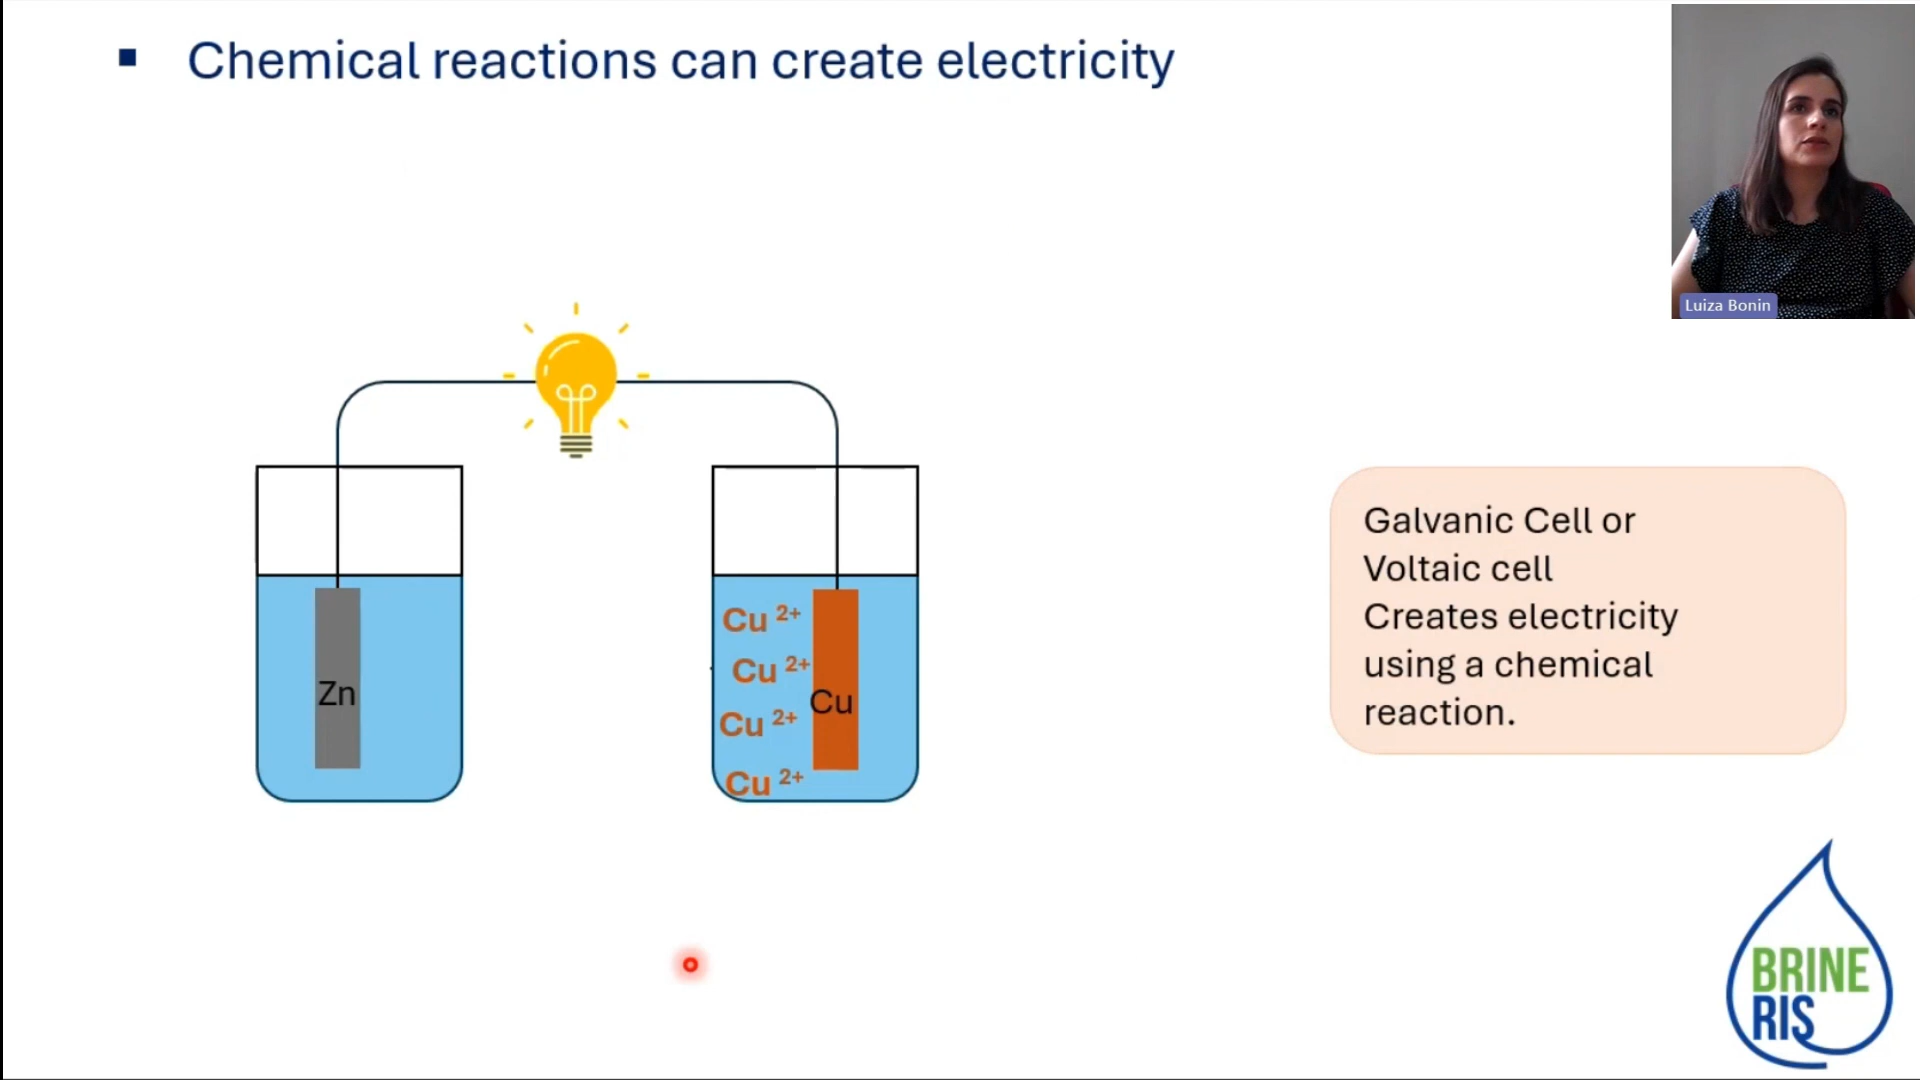 Chemical reactions can create electricity
Luiza Bonin
Zn
Cu 2+
Cu 2+
Cu
Cu 2+
Cu 2+
Galvanic Cell or
Voltaic cell
Creates electricity
using a chemical
reaction.
BRINE
RIS